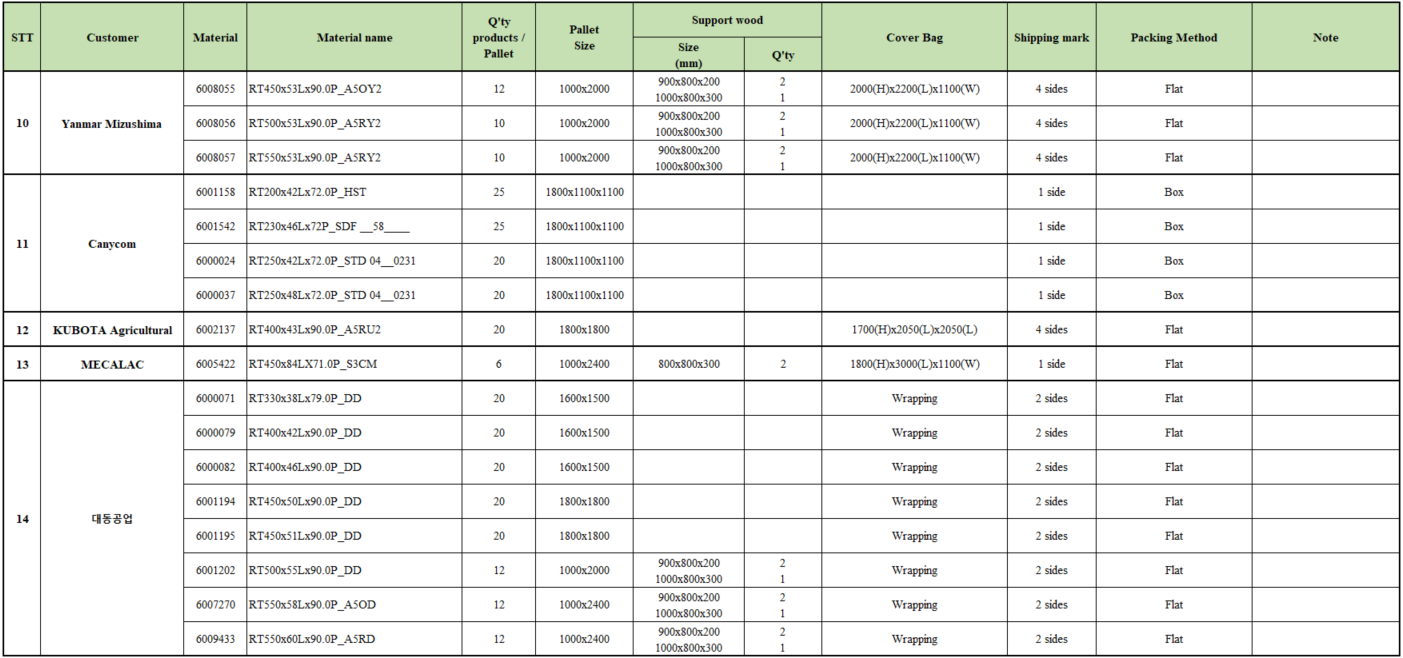 STT Customer Material Material name Q'ty products / Pallet Pallet Size Support wood Size (mm) Q'ty Cover Bag Shipping mark Packing Method Note
10 Yanmar Mizushima
6008055 RT450x53Lx90.0P_A5OY2 12 1000x2000 900x800x200 2 2000(H)x2200(L)x1100(W) 4 sides Flat
1000x800x300 1
6008056 RT500x53Lx90.0P_A5RY2 10 1000x2000 900x800x200 2 2000(H)x2200(L)x1100(W) 4 sides Flat
1000x800x300 1
6008057 RT550x53Lx90.0P_A5RY2 10 1000x2000 900x800x200 2 2000(H)x2200(L)x1100(W) 4 sides Flat
1000x800x300 1
11 Canycom
6001158 RT200x42Lx72.0P_HST 25 1800x1100x1100 1 side Box
6001542 RT230x46Lx72P_SDF __58____ 25 1800x1100x1100 1 side Box
6000024 RT250x42Lx72.0P_STD 04__0231 20 1800x1100x1100 1 side Box
6000037 RT250x48Lx72.0P_STD 04__0231 20 1800x1100x1100 1 side Box
12 KUBOTA Agricultural 6002137 RT400x43Lx90.0P_A5RU2 20 1800x1800 1700(H)x2050(L)x2050(L) 4 sides Flat
13 MECALAC 6005422 RT450x84LX71.0P_S3CM 6 1000x2400 800x800x300 2 1800(H)x3000(L)x1100(W) 1 side Flat
14 대동공업
6000071 RT330x38Lx79.0P_DD 20 1600x1500 Wrapping 2 sides Flat
6000079 RT400x42Lx90.0P_DD 20 1600x1500 Wrapping 2 sides Flat
6000082 RT400x46Lx90.0P_DD 20 1600x1500 Wrapping 2 sides Flat
6001194 RT450x50Lx90.0P_DD 20 1800x1800 Wrapping 2 sides Flat
6001195 RT450x51Lx90.0P_DD 20 1800x1800 Wrapping 2 sides Flat
6001202 RT500x55Lx90.0P_DD 12 1000x2000 900x800x200 2 Wrapping 2 sides Flat
1000x800x300 1
6007270 RT550x58Lx90.0P_A5OD 12 1000x2400 900x800x200 2 Wrapping 2 sides Flat
1000x800x300 1
6009433 RT550x60Lx90.0P_A5RD 12 1000x2400 900x800x200 2 Wrapping 2 sides Flat
1000x800x300 1